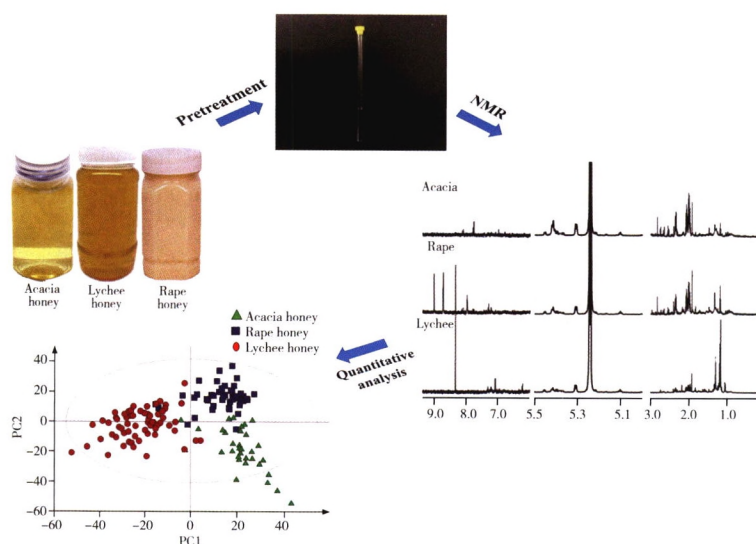 Pretreatment
NMR
Acacia
honey
Lychee
honey
Rape
honey
Acacia
Rape
Lychee
9.0 8.0 7.0 5.5 5.3 5.1 3.0 2.0 1.0
Quantitative
analysis
Acacia honey
Rape honey
Lychee honey
40
20
0
−20
−40
−60
PC2
−60 −40 −20 0 20 40
PC1